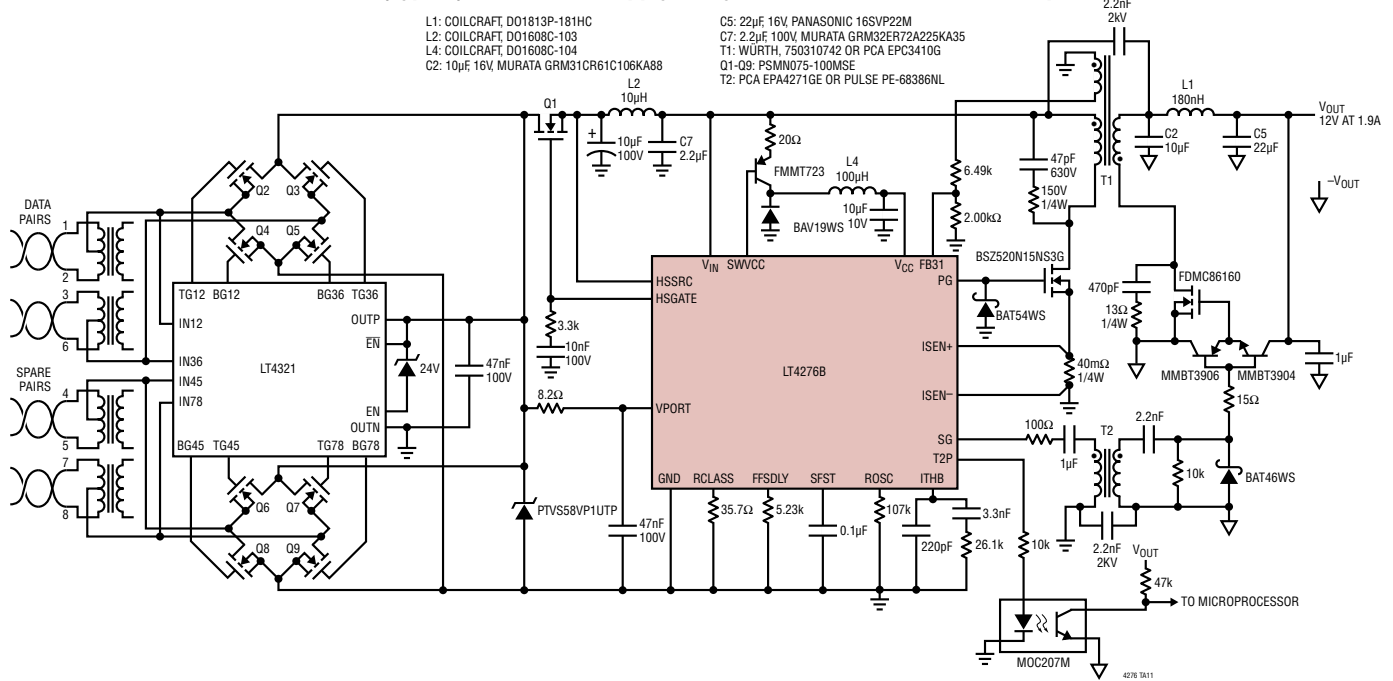 2.2nF
2kV
L1: COILCRAFT, DO1813P-181HC
L2: COILCRAFT, DO1608C-103
L4: COILCRAFT, DO1608C-104
C2: 10µF, 16V, MURATA GRM31CR61C106KA88
C5: 22µF, 16V, PANASONIC 16SVP22M
C7: 2.2µF, 100V, MURATA GRM32ER72A225KA35
T1: WÜRTH, 750310742 OR PCA EPC3410G
Q1-Q9: PSMN075-100MSE
T2: PCA EPA4271GE OR PULSE PE-68386NL
Q1
L2
10µH
+
10µF
100V
C7
2.2µF
20Ω
FMMT723
L4
100µH
BAV19WS
10µF
10V
6.49k
2.00kΩ
47pF
630V
150V
1/4W
T1
L1
180nH
C2
10µF
C5
22µF
VOUT
12V AT 1.9A
–VOUT
DATA
PAIRS
1
2
3
6
SPARE
PAIRS
4
5
7
8
Q2
Q3
Q4
Q5
TG12
BG12
BG36
TG36
IN12
IN36
IN45
IN78
OUTP
EN
EN
OUTN
LT4321
BG45
TG45
TG78
BG78
Q6
Q7
Q8
Q9
24V
47nF
100V
3.3k
10nF
100V
8.2Ω
PTVS58VP1UTP
47nF
100V
HSSRC
HSGATE
VPORT
VIN
SWVCC
VCC
FB31
PG
ISEN+
ISEN–
SG
T2P
LT4276B
GND
RCLASS
FFSDLY
SFST
ROSC
ITHB
35.7Ω
5.23k
0.1µF
107k
220pF
3.3nF
26.1k
10k
BSZ520N15NS3G
BAT54WS
40mΩ
1/4W
470pF
13Ω
1/4W
FDMC86160
MMBT3906
MMBT3904
1µF
15Ω
100Ω
1µF
T2
2.2nF
10k
BAT46WS
2.2nF
2KV
VOUT
47k
TO MICROPROCESSOR
MOC207M
4276 TA11